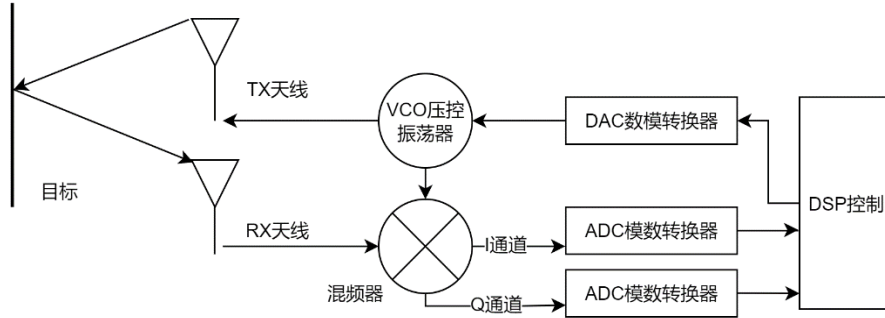 TX天线
VCO压控
振荡器
DAC数模转换器
目标
RX天线
混频器
I通道
Q通道
ADC模数转换器
ADC模数转换器
DSP控制